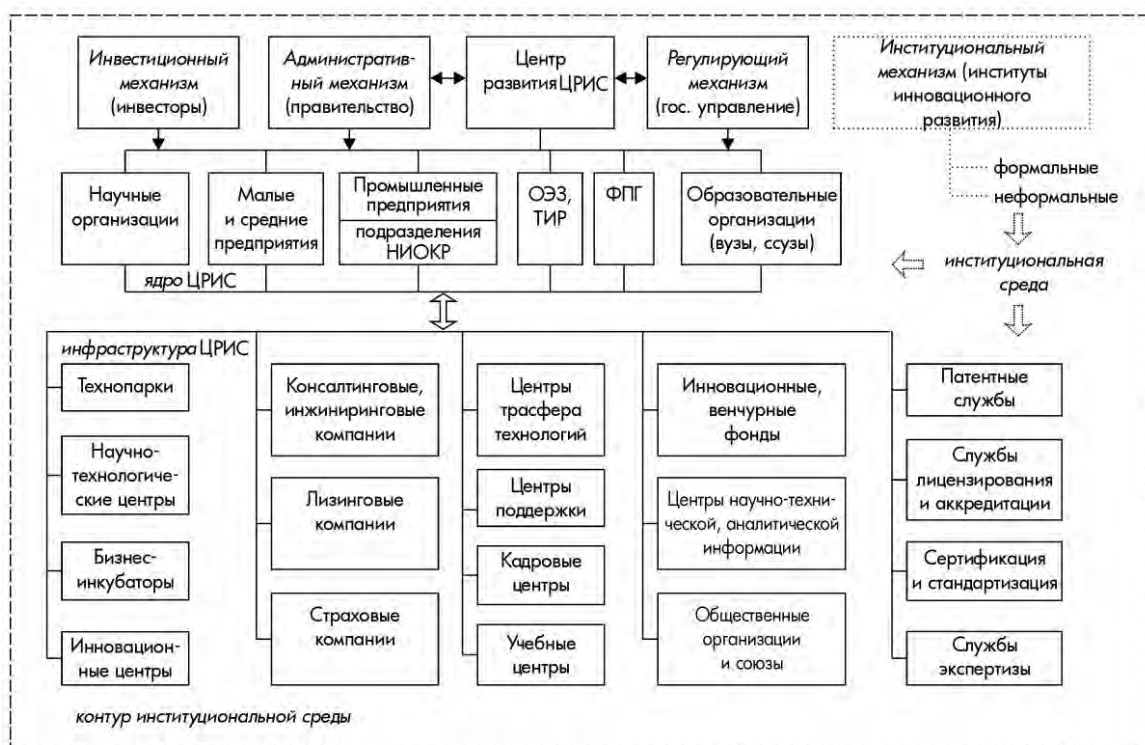 Инвестиционный
механизм
(инвесторы)
Административ-
ный механизм
(правительство)
Центр
развития ЦРИС
Регулирующий
механизм
(гос. управление)
Институциональный
механизм (институты
инновационного
развития)
формальные
неформальные
институциональная
среда
Научные
организации
Малые
и средние
предприятия
Промышленные
предприятия
подразделения
НИОКР
ОЭЗ,
ТИР
ФПГ
Образовательные
организации
(вузы, ссузы)
ядро ЦРИС
инфраструктура ЦРИС
Технопарки
Научно-
технологиче-
ские центры
Бизнес-
инкубаторы
Инновацион-
ные центры
Консалтинговые,
инжиниринговые
компании
Лизинговые
компании
Страховые
компании
Центры
трасфера
технологий
Центры
поддержки
Кадровые
центры
Учебные
центры
Инновационные,
венчурные
фонды
Центры научно-техни-
ческой, аналитической
информации
Общественные
организации
и союзы
Патентные
службы
Службы
лицензирования
и аккредитации
Сертификация
и стандартизация
Службы
экспертизы
контур институциональной среды